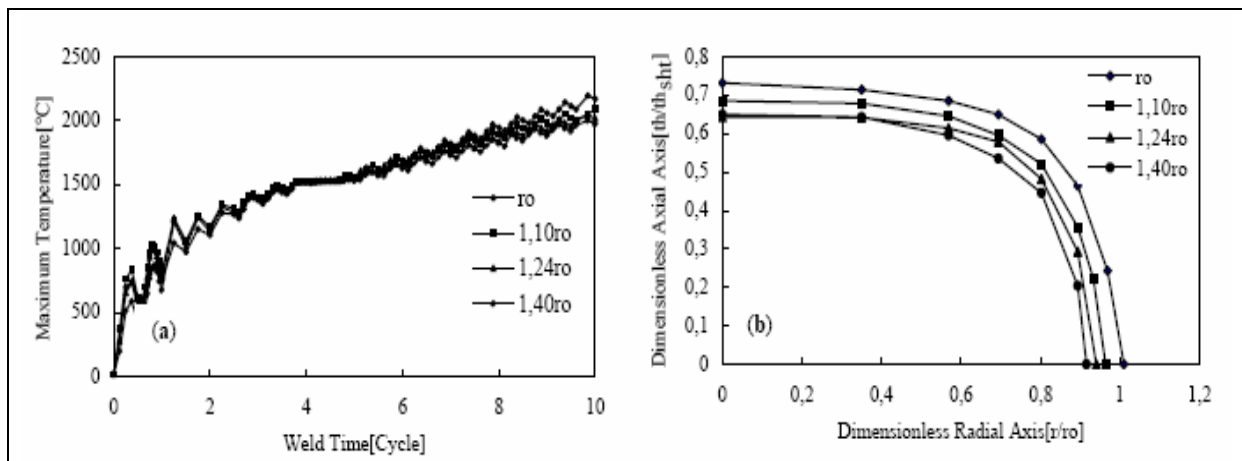 Maximum Temperature[°C]
2500
2000
1500
1000
500
0
ro
1,10ro
1,24ro
1,40ro
(a)
0
2
4
6
8
10
Weld Time[Cycle]
Dimensionless Axial Axis[th/thsht]
0,8
0,7
0,6
0,5
0,4
0,3
0,2
0,1
0
ro
1,10ro
1,24ro
1,40ro
(b)
0
0,2
0,4
0,6
0,8
1
1,2
Dimensionless Radial Axis[r/ro]